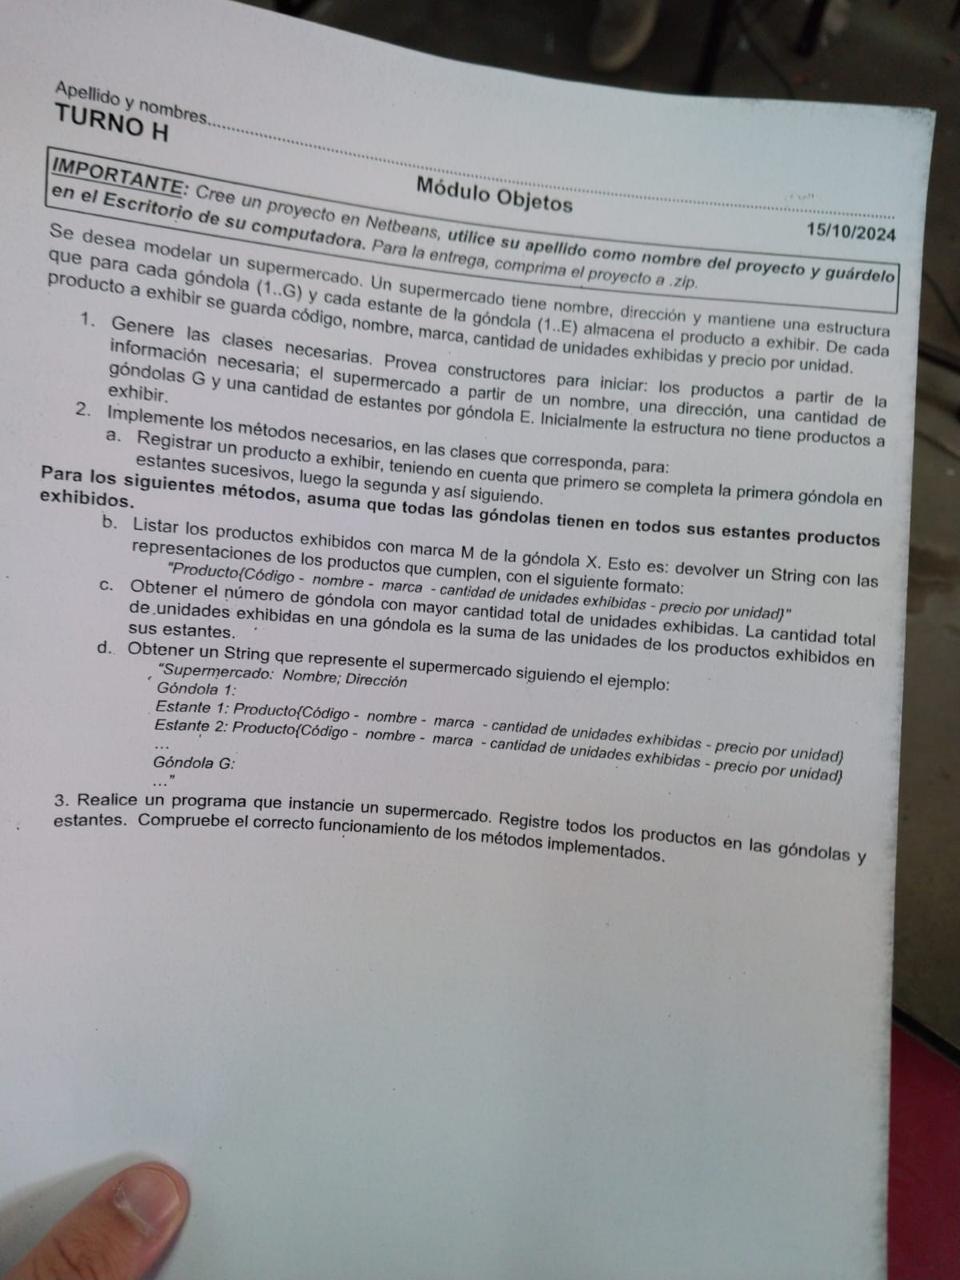 Apellido y nombres..........................................................................
TURNO H
Módulo Objetos
15/10/2024
IMPORTANTE: Cree un proyecto en Netbeans, utilice su apellido como nombre del proyecto y guárdelo
en el Escritorio de su computadora. Para la entrega, comprima el proyecto a .zip.
Se desea modelar un supermercado. Un supermercado tiene nombre, dirección y mantiene una estructura
que para cada góndola (1..G) y cada estante de la góndola (1..E) almacena el producto a exhibir. De cada
producto a exhibir se guarda código, nombre, marca, cantidad de unidades exhibidas y precio por unidad.
1. Genere las clases necesarias. Provea constructores para iniciar: los productos a partir de la
información necesaria; el supermercado a partir de un nombre, una dirección, una cantidad de
góndolas G y una cantidad de estantes por góndola E. Inicialmente la estructura no tiene productos a
exhibir.
2. Implemente los métodos necesarios, en las clases que corresponda, para:
a. Registrar un producto a exhibir, teniendo en cuenta que primero se completa la primera góndola en
estantes sucesivos, luego la segunda y así siguiendo.
Para los siguientes métodos, asuma que todas las góndolas tienen en todos sus estantes productos
exhibidos.
b. Listar los productos exhibidos con marca M de la góndola X. Esto es: devolver un String con las
representaciones de los productos que cumplen, con el siguiente formato:
"Producto{Código - nombre - marca - cantidad de unidades exhibidas - precio por unidad}"
c. Obtener el número de góndola con mayor cantidad total de unidades exhibidas. La cantidad total
de unidades exhibidas en una góndola es la suma de las unidades de los productos exhibidos en
sus estantes.
d. Obtener un String que represente el supermercado siguiendo el ejemplo:
"Supermercado: Nombre; Dirección
Góndola 1:
Estante 1: Producto{Código - nombre - marca - cantidad de unidades exhibidas - precio por unidad}
Estante 2: Producto{Código - nombre - marca - cantidad de unidades exhibidas - precio por unidad}
...
Góndola G:
..."
3. Realice un programa que instancie un supermercado. Registre todos los productos en las góndolas y
estantes. Compruebe el correcto funcionamiento de los métodos implementados.